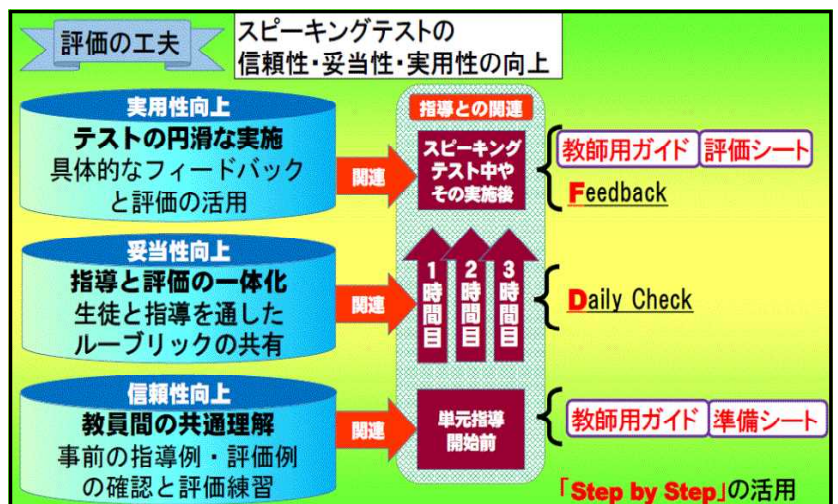 評価の工夫
スピーキングテストの
信頼性・妥当性・実用性の向上
実用性向上
テストの円滑な実施
具体的なフィードバック
と評価の活用
関連
指導との関連
スピーキング
テスト中や
その実施後
教師用ガイド
評価シート
Feedback
妥当性向上
指導と評価の一体化
生徒と指導を通した
ルーブリックの共有
関連
1時間目
2時間目
3時間目
Daily Check
信頼性向上
教員間の共通理解
事前の指導例・評価例
の確認と評価練習
関連
単元指導
開始前
教師用ガイド
準備シート
「Step by Step」の活用